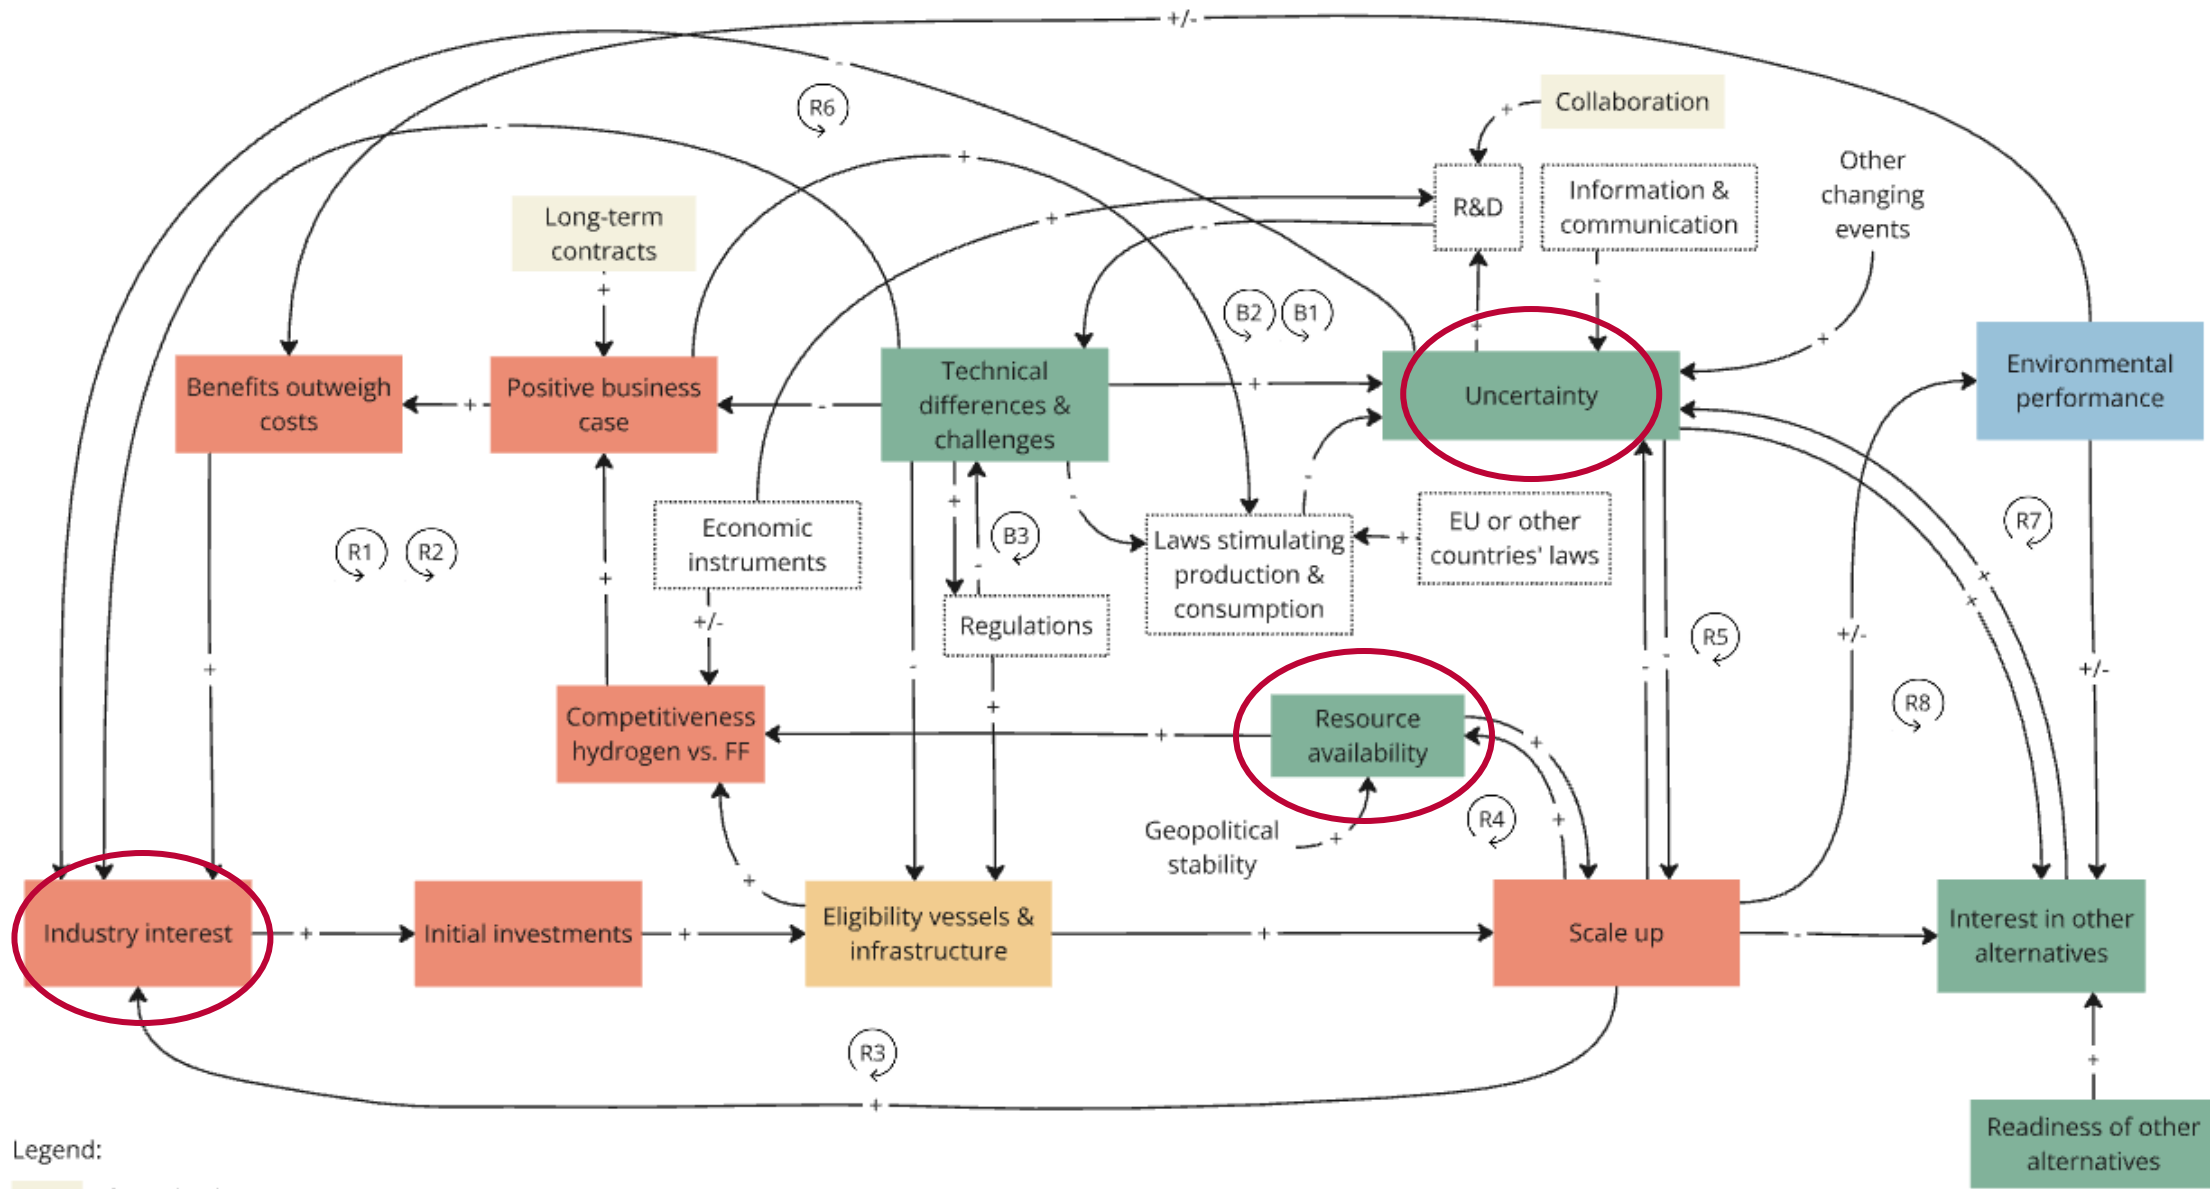 +/-
-
Collaboration
+
R6
-
+
Other
changing
events
Information &
communication
R&D
Long-term
contracts
+
-
+
-
B2
B1
+
+
Environmental
performance
Technical
differences &
challenges
Benefits outweigh
costs
+
Positive business
case
-
+
Uncertainty
+
-
-
Economic
instruments
R1
R2
B3
-
Laws stimulating
production &
consumption
+
EU or other
countries' laws
R7
+
+
+
+/-
Regulations
+/-
R5
+
-
+
-
-
+/-
Competitiveness
hydrogen vs. FF
+
Resource
availability
+
R8
Geopolitical
stability
+
R4
+
+
Industry interest
+
Initial investments
+
Eligibility vessels &
infrastructure
+
Scale up
-
Interest in other
alternatives
R3
+
+
Readiness of other
alternatives
Legend: